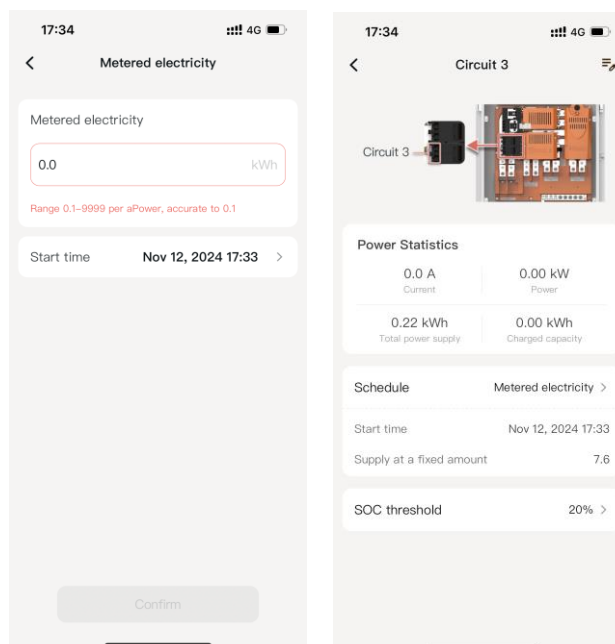 17:34
4G
Metered electricity
Metered electricity
0.0 kWh
Range 0.1–9999 per aPower, accurate to 0.1
Start time Nov 12, 2024 17:33
Confirm
17:34
4G
Circuit 3
Circuit 3
Power Statistics
0.0 A 0.00 kW
Current Power
0.22 kWh 0.00 kWh
Total power supply Charged capacity
Schedule Metered electricity
Start time Nov 12, 2024 17:33
Supply at a fixed amount 7.6
SOC threshold 20%